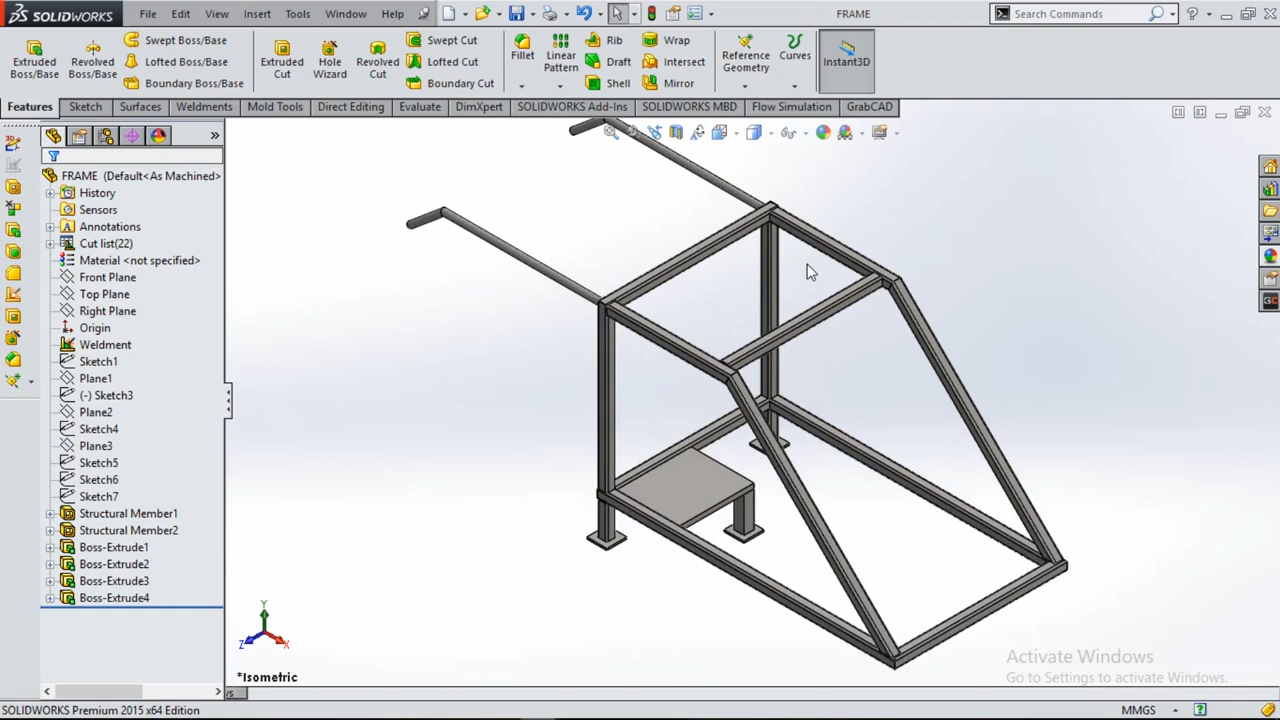 SOLIDWORKS File Edit View Insert Tools Window Help FRAME Search Commands
Extruded Boss/Base
Revolved Boss/Base
Swept Boss/Base
Lofted Boss/Base
Boundary Boss/Base
Extruded Cut
Hole Wizard
Revolved Cut
Swept Cut
Lofted Cut
Boundary Cut
Fillet
Linear Pattern
Rib
Draft
Shell
Wrap
Intersect
Mirror
Reference Geometry
Curves
Instant3D
Features Sketch Surfaces Weldments Mold Tools Direct Editing Evaluate DimXpert SOLIDWORKS Add-Ins SOLIDWORKS MBD Flow Simulation GrabCAD
FRAME (Default<As Machined>
History
Sensors
Annotations
Cut list(22)
Material <not specified>
Front Plane
Top Plane
Right Plane
Origin
Weldment
Sketch1
Plane1
(-) Sketch3
Plane2
Sketch4
Plane3
Sketch5
Sketch6
Sketch7
Structural Member1
Structural Member2
Boss-Extrude1
Boss-Extrude2
Boss-Extrude3
Boss-Extrude4
Y
Z
X
*Isometric
Activate Windows
Go to Settings to activate Windows.
SOLIDWORKS Premium 2015 x64 Edition MMGS